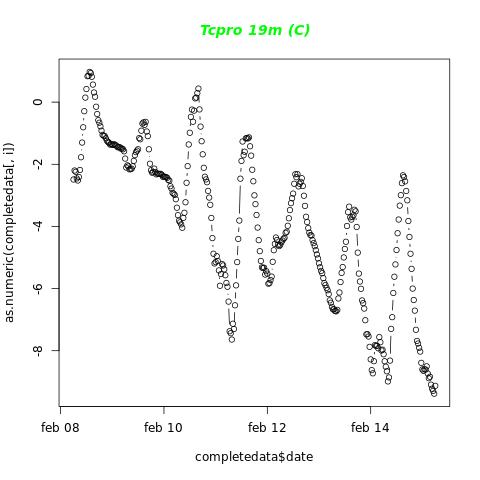 Tcpro 19m (C)
as.numeric(completedata[, i])
0
-2
-4
-6
-8
feb 08 feb 10 feb 12 feb 14
completedata$date